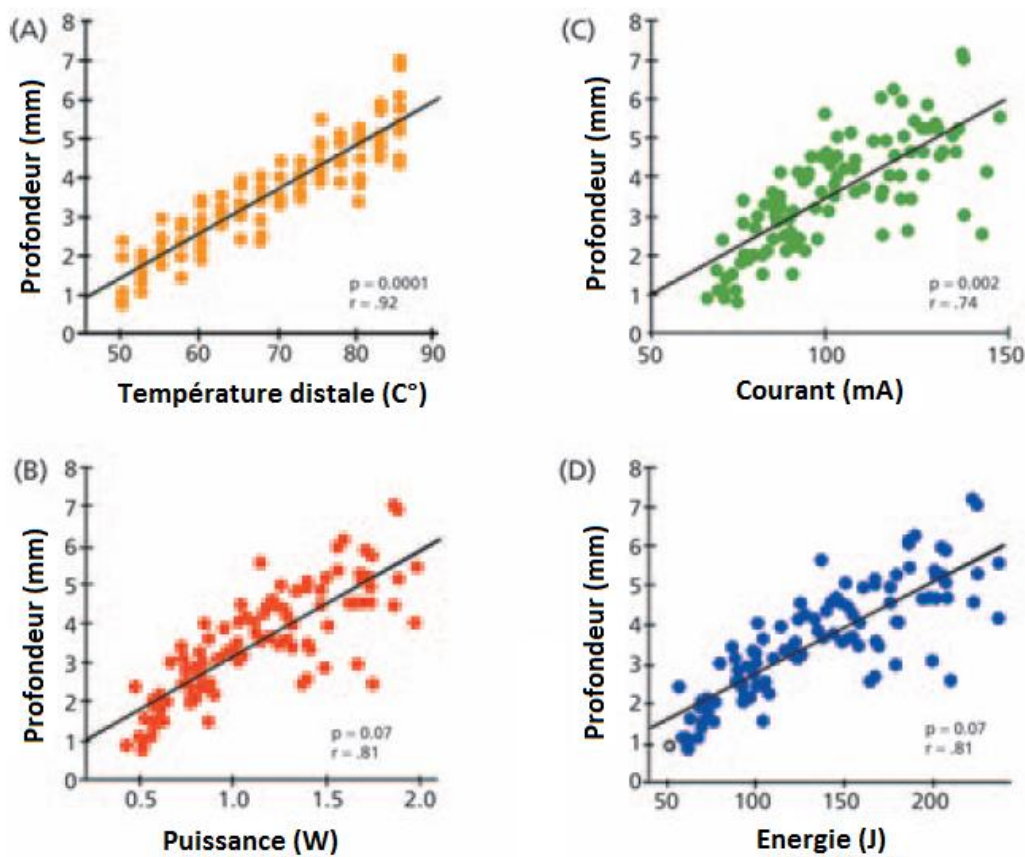 (A)
Profondeur (mm)
8
7
6
5
4
3
2
1
0
p = 0.0001
r = .92
50 60 70 80 90
Température distale (C°)
(C)
Profondeur (mm)
8
7
6
5
4
3
2
1
0
p = 0.002
r = .74
50 100 150
Courant (mA)
(B)
Profondeur (mm)
8
7
6
5
4
3
2
1
0
p = 0.07
r = .81
0.5 1.0 1.5 2.0
Puissance (W)
(D)
Profondeur (mm)
8
7
6
5
4
3
2
1
0
p = 0.07
r = .81
50 100 150 200
Energie (J)